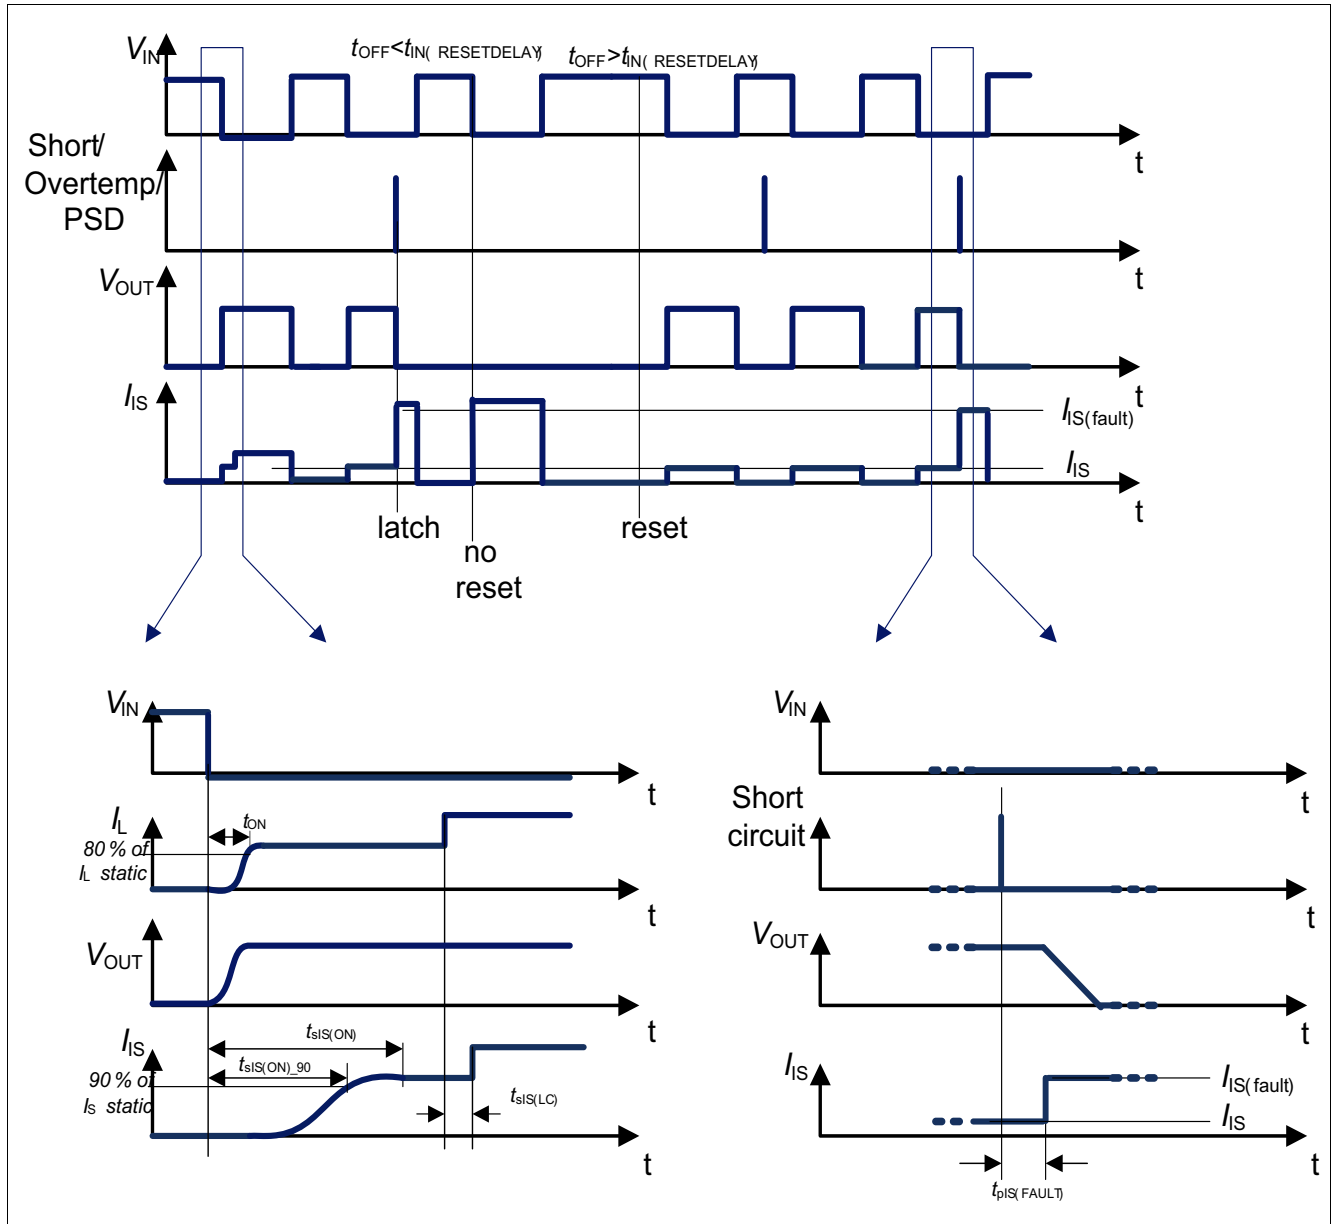 VIN
tOFF<tIN( RESETDELAY)
tOFF>tIN( RESETDELAY)
t
Short/
Overtemp/
PSD
t
VOUT
t
IIS
IIS(fault)
IIS
t
latch
no
reset
reset
VIN
t
IL
tON
80 % of
IL static
t
VOUT
t
IIS
tsIS(ON)
tsIS(ON)_90
90 % of
IS static
tsIS(LC)
t
VIN
t
Short
circuit
t
VOUT
t
IIS
IIS(fault)
IIS
t
tpIS( FAULT)